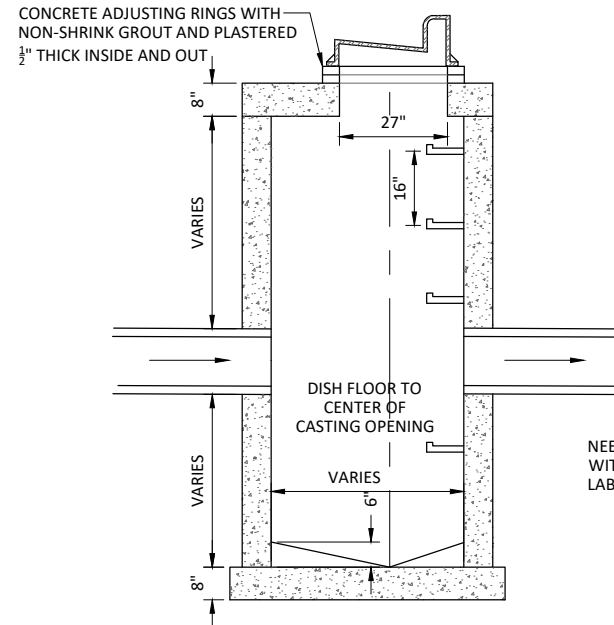 CONCRETE ADJUSTING RINGS WITH
NON-SHRINK GROUT AND PLASTERED
1/2" THICK INSIDE AND OUT
8"
27"
16"
VARIES
DISH FLOOR TO
CENTER OF
CASTING OPENING
VARIES
VARIES
6"
8"